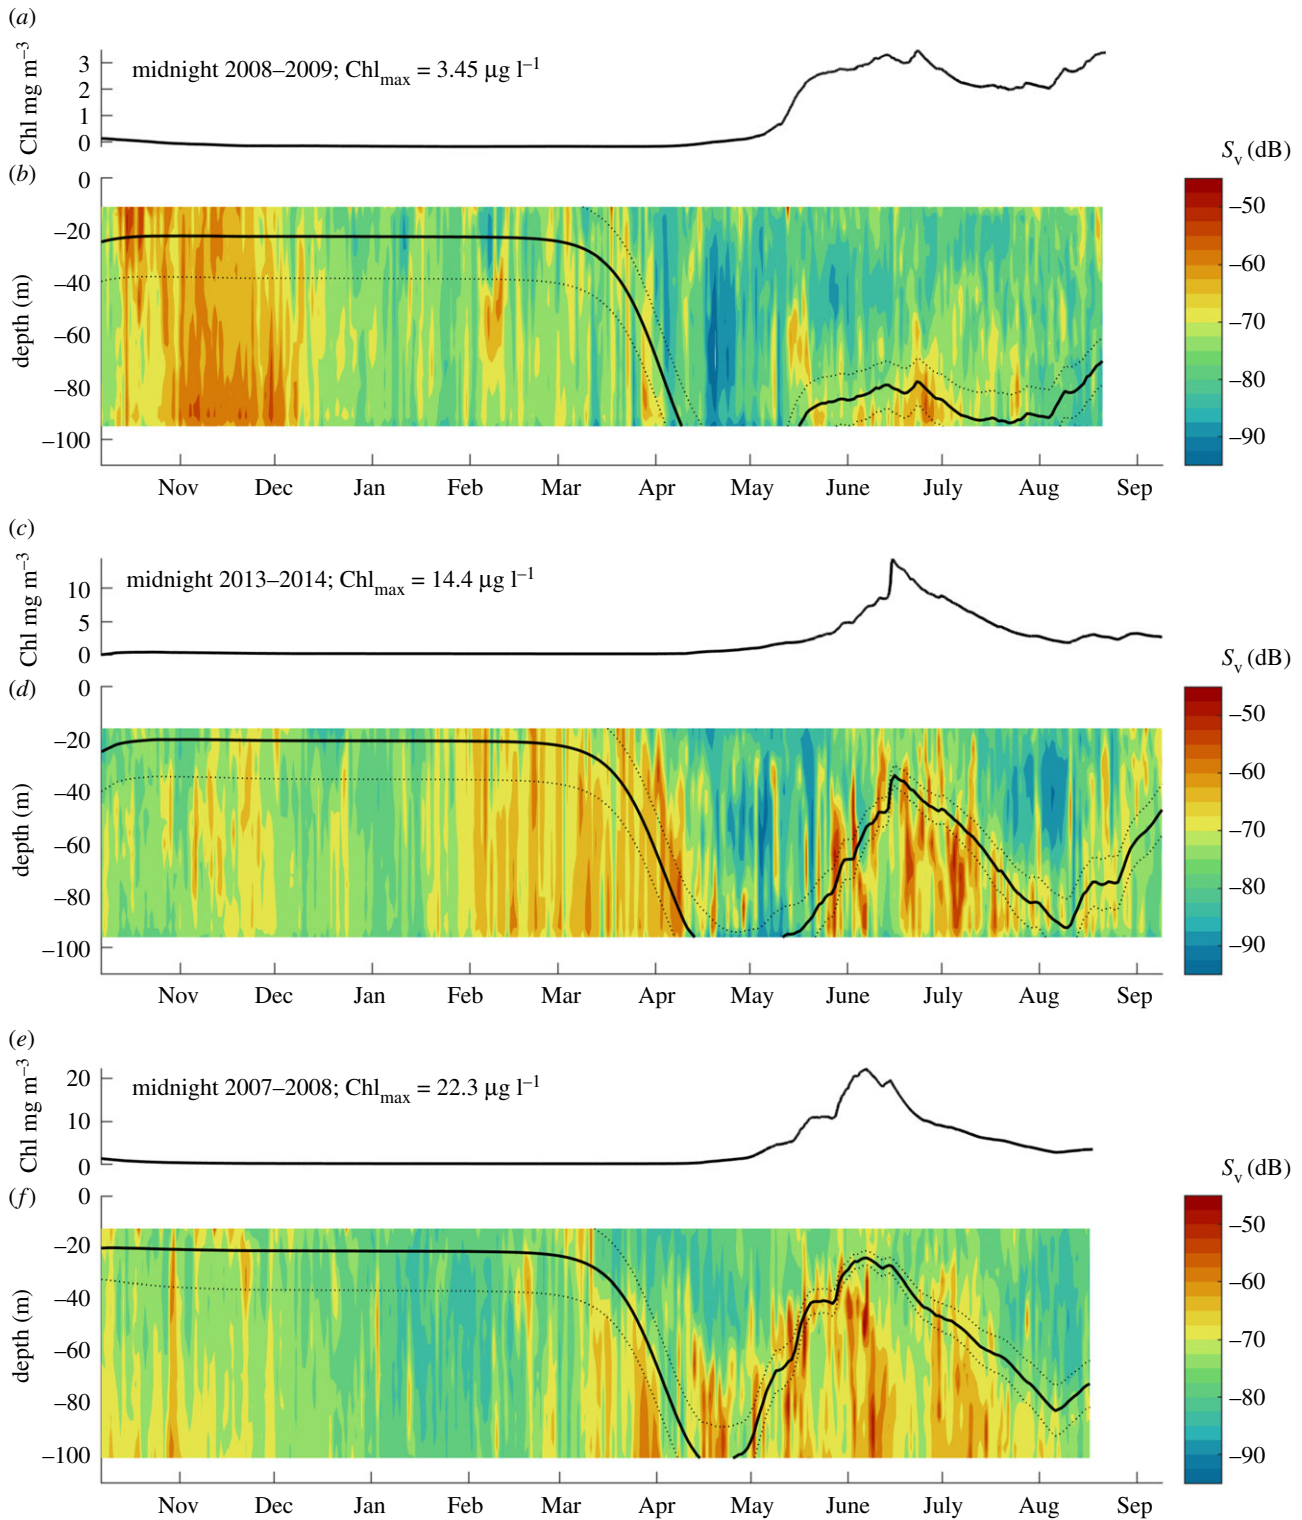 (a)
Chl mg m⁻³
3
2
1
0
midnight 2008–2009; Chlmax = 3.45 µg l⁻¹
(b)
depth (m)
0
–20
–40
–60
–80
–100
Nov Dec Jan Feb Mar Apr May June July Aug Sep
Sv (dB)
–50
–60
–70
–80
–90
(c)
Chl mg m⁻³
10
5
0
midnight 2013–2014; Chlmax = 14.4 µg l⁻¹
(d)
depth (m)
0
–20
–40
–60
–80
–100
Nov Dec Jan Feb Mar Apr May June July Aug Sep
Sv (dB)
–50
–60
–70
–80
–90
(e)
Chl mg m⁻³
20
10
0
midnight 2007–2008; Chlmax = 22.3 µg l⁻¹
(f)
depth (m)
0
–20
–40
–60
–80
–100
Nov Dec Jan Feb Mar Apr May June July Aug Sep
Sv (dB)
–50
–60
–70
–80
–90